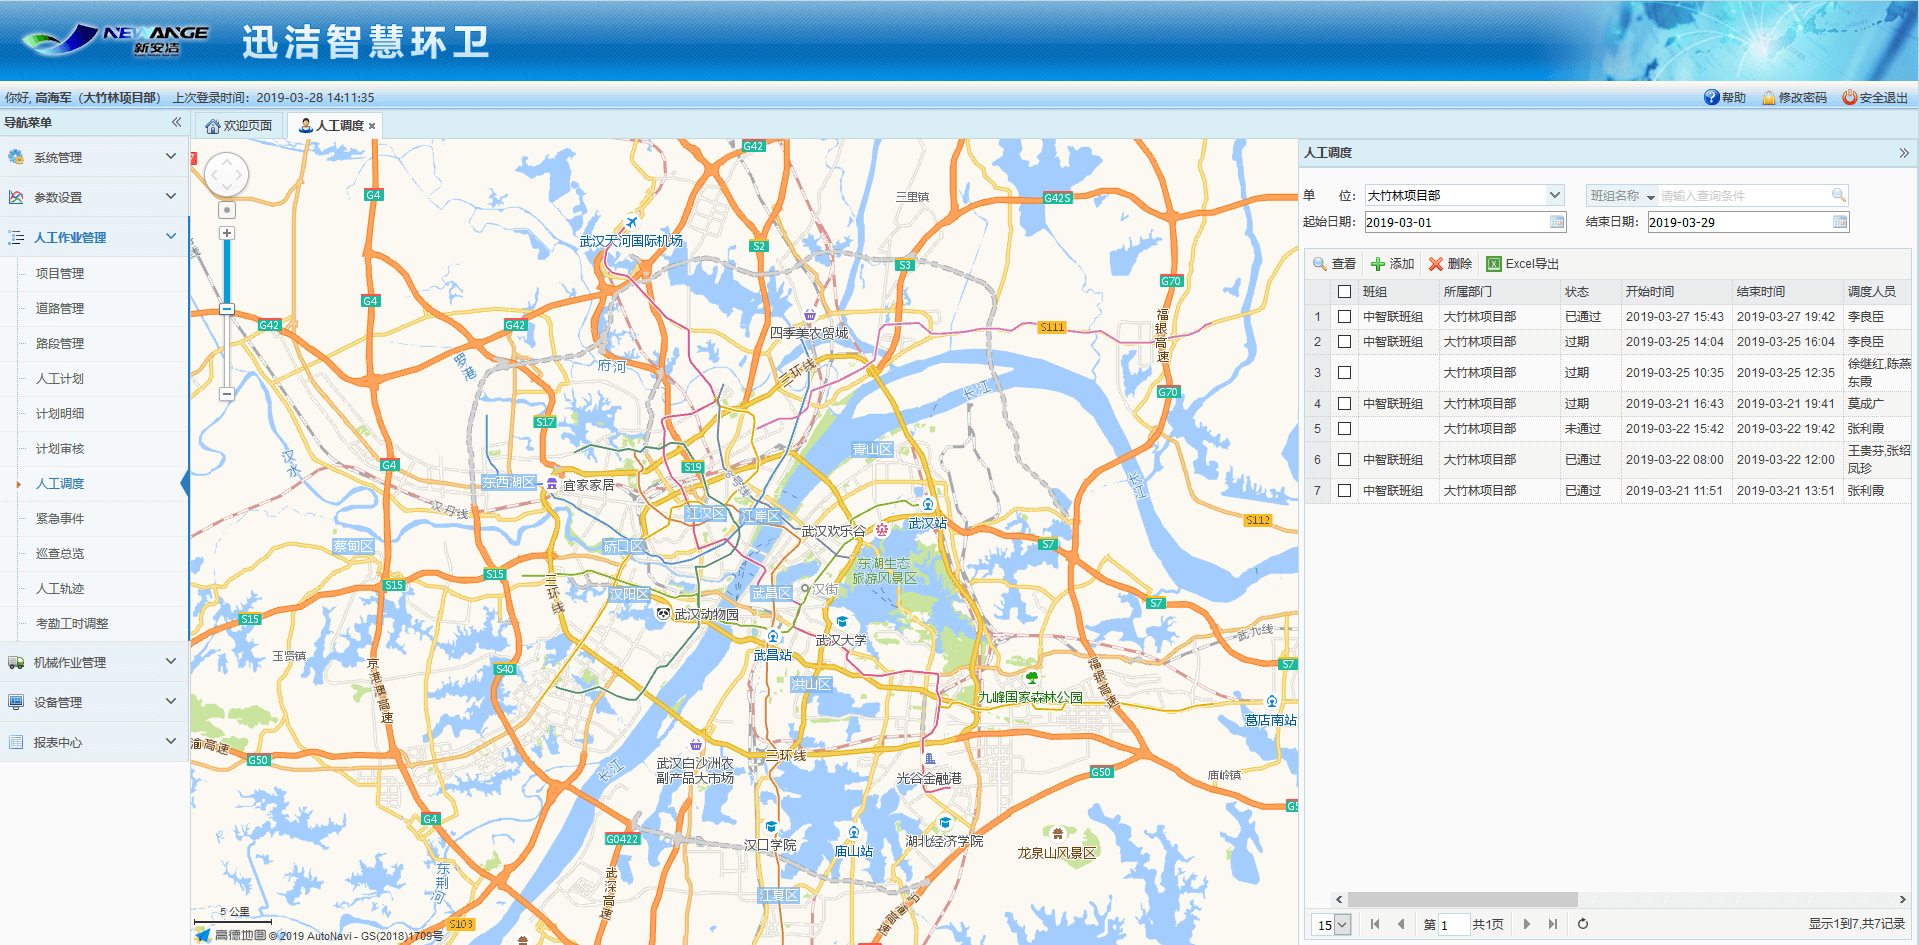 NEWANGE
新安洁
迅洁智慧环卫
你好, 高海军（大竹林项目部） 上次登录时间：2019-03-28 14:11:35
帮助 修改密码 安全退出
导航菜单
欢迎页面 人工调度
系统管理
参数设置
人工作业管理
项目管理
道路管理
路段管理
人工计划
计划明细
计划审核
人工调度
紧急事件
巡查总览
人工轨迹
考勤工时调整
机械作业管理
设备管理
报表中心
G42
G4
G42S
三里镇
武汉天河国际机场
S2
S3
G70
G4
G42
G42
四季美农贸城
S111
福银高速
罗港
府河
三环线
长江
G70
S17
汉水
G4
S19
青山区
长江
东西湖区
宜家家居
汉丹线
江汉区
江岸区
武汉欢乐谷
武汉站
S112
蔡甸区
硚口区
S7
东湖生态
旅游风景区
S15
S15
三环线
汉阳区
武昌区
汉街
S7
S15
武汉动物园
武汉大学
武九线
玉贤镇
京港澳高速
武昌站
S40
福银高速
S7
洪山区
九峰国家森林公园
葛店南站
渝高速
G50
三环线
武汉白沙洲农
副产品大市场
长江
光谷金融港
G50
庙岭镇
G4
G0422
汉口学院
庙山站
湖北经济学院
龙泉山风景区
东荆河
武深高速
江夏区
5 公里
S103
高德地图 © 2019 AutoNavi - GS(2018)1709号
人工调度
单 位： 大竹林项目部 班组名称 请输入查询条件
起始日期： 2019-03-01 结束日期： 2019-03-29
查看 添加 删除 Excel导出
班组 所属部门 状态 开始时间 结束时间 调度人员
1 中智联班组 大竹林项目部 已通过 2019-03-27 15:43 2019-03-27 19:42 李良臣
2 中智联班组 大竹林项目部 过期 2019-03-25 14:04 2019-03-25 16:04 李良臣
3 大竹林项目部 过期 2019-03-25 10:35 2019-03-25 12:35 徐继红,陈燕
东霞
4 中智联班组 大竹林项目部 过期 2019-03-21 16:43 2019-03-21 19:41 莫成广
5 大竹林项目部 未通过 2019-03-22 15:42 2019-03-22 19:42 张利霞
6 中智联班组 大竹林项目部 已通过 2019-03-22 08:00 2019-03-22 12:00 王贵芬,张绍
凤珍
7 中智联班组 大竹林项目部 已通过 2019-03-21 11:51 2019-03-21 13:51 张利霞
15 第 1 共1页 显示1到7,共7记录